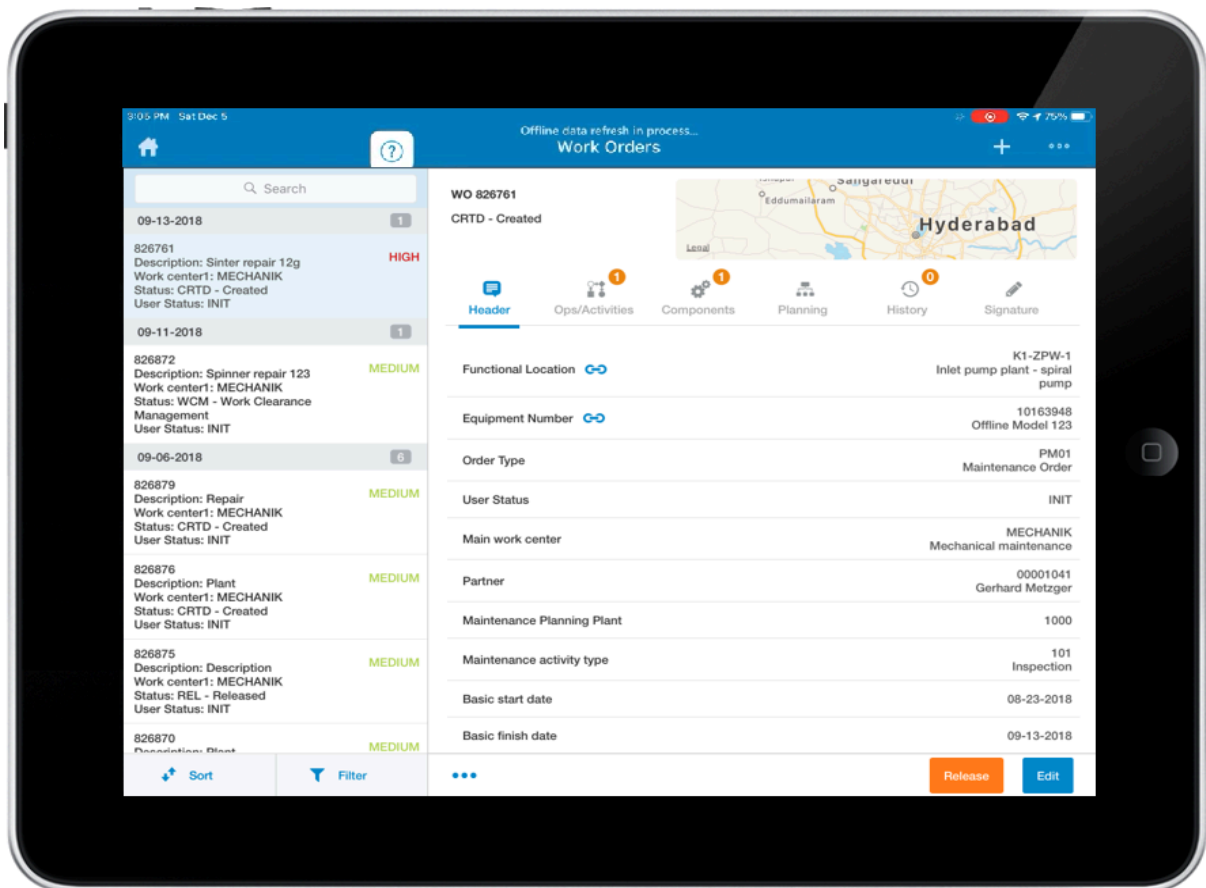 3:05 PM Sat Dec 5
75%
Offline data refresh in process...
Work Orders
?
Search
09-13-2018 1
826761
HIGH
Description: Sinter repair 12g
Work center1: MECHANIK
Status: CRTD - Created
User Status: INIT
09-11-2018 1
826872
MEDIUM
Description: Spinner repair 123
Work center1: MECHANIK
Status: WCM - Work Clearance
Management
User Status: INIT
09-06-2018 6
826879
MEDIUM
Description: Repair
Work center1: MECHANIK
Status: CRTD - Created
User Status: INIT
826876
MEDIUM
Description: Plant
Work center1: MECHANIK
Status: CRTD - Created
User Status: INIT
826875
MEDIUM
Description: Description
Work center1: MECHANIK
Status: REL - Released
User Status: INIT
826870
MEDIUM
Description: Plant
Sort
Filter
WO 826761
CRTD - Created
Sangareddi
Eddumailaram
Hyderabad
Legal
Header
Ops/Activities 1
Components 1
Planning
History 0
Signature
Functional Location
K1-ZPW-1
Inlet pump plant - spiral
pump
Equipment Number
10163948
Offline Model 123
Order Type
PM01
Maintenance Order
User Status
INIT
Main work center
MECHANIK
Mechanical maintenance
Partner
00001041
Gerhard Metzger
Maintenance Planning Plant
1000
Maintenance activity type
101
Inspection
Basic start date
08-23-2018
Basic finish date
09-13-2018
Release
Edit